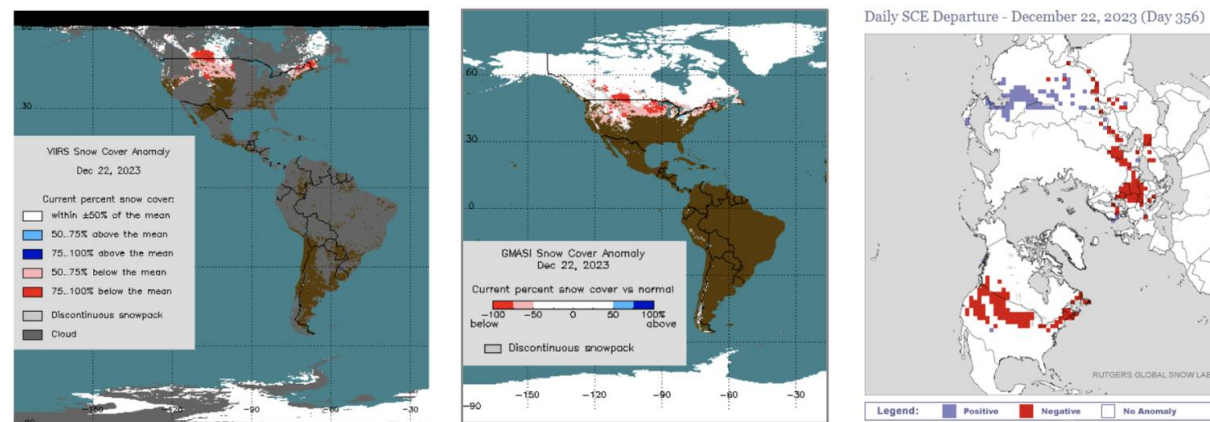 60
30
VIIRS Snow Cover Anomaly
Dec 22, 2023
Current percent snow cover:
within ±50% of the mean
50..75% above the mean
75..100% above the mean
50..75% below the mean
75..100% below the mean
Discontinuous snowpack
Cloud
-90
-150
-120
-90
-60
-30
60
30
0
GMASI Snow Cover Anomaly
Dec 22, 2023
Current percent snow cover vs normal
-100
-50
0
50
100%
below
above
Discontinuous snowpack
-90
-150
-120
-90
-60
-30
Daily SCE Departure - December 22, 2023 (Day 356)
RUTGERS GLOBAL SNOW LAB
Legend:
Positive
Negative
No Anomaly